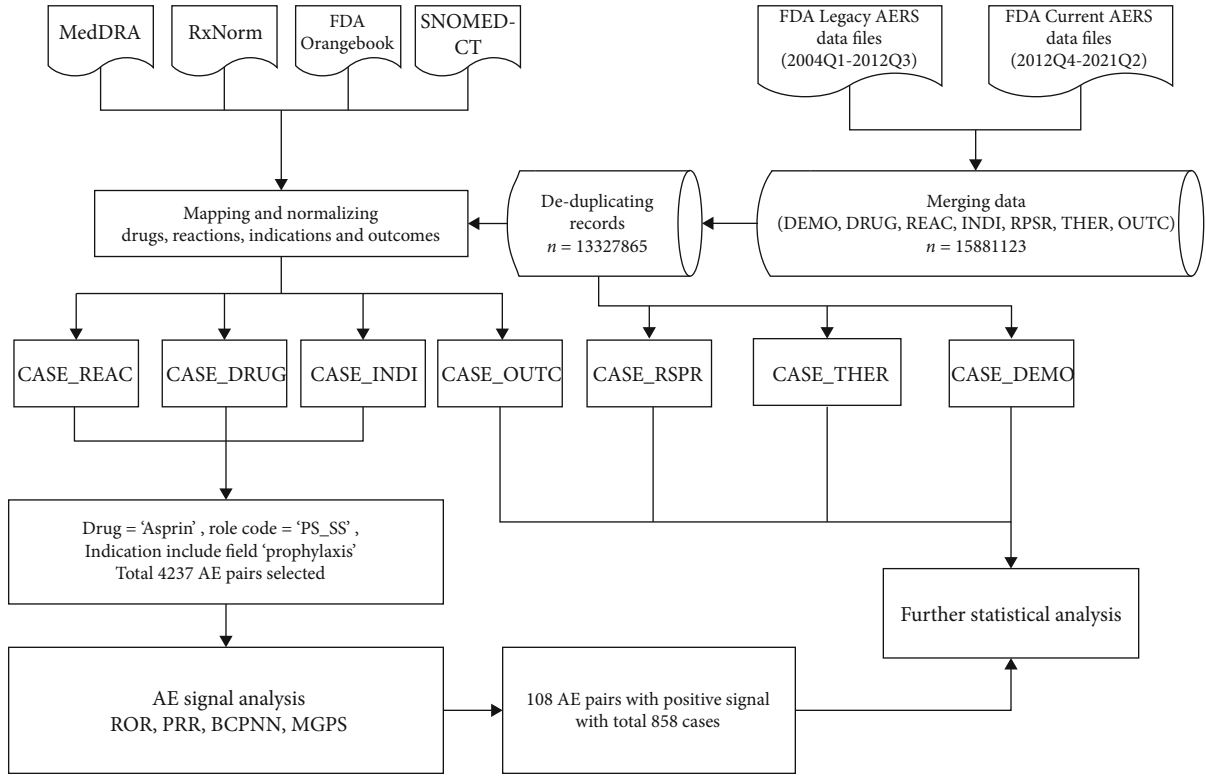 MedDRA
RxNorm
FDA
Orangebook
SNOMED-
CT
FDA Legacy AERS
data files
(2004Q1-2012Q3)
FDA Current AERS
data files
(2012Q4-2021Q2)
Mapping and normalizing
drugs, reactions, indications and outcomes
De-duplicating
records
n = 13327865
Merging data
(DEMO, DRUG, REAC, INDI, RPSR, THER, OUTC)
n = 15881123
CASE_REAC
CASE_DRUG
CASE_INDI
CASE_OUTC
CASE_RSPR
CASE_THER
CASE_DEMO
Drug = ‘Asprin’ , role code = ‘PS_SS’ ,
Indication include field ‘prophylaxis’
Total 4237 AE pairs selected
Further statistical analysis
AE signal analysis
ROR, PRR, BCPNN, MGPS
108 AE pairs with positive signal
with total 858 cases